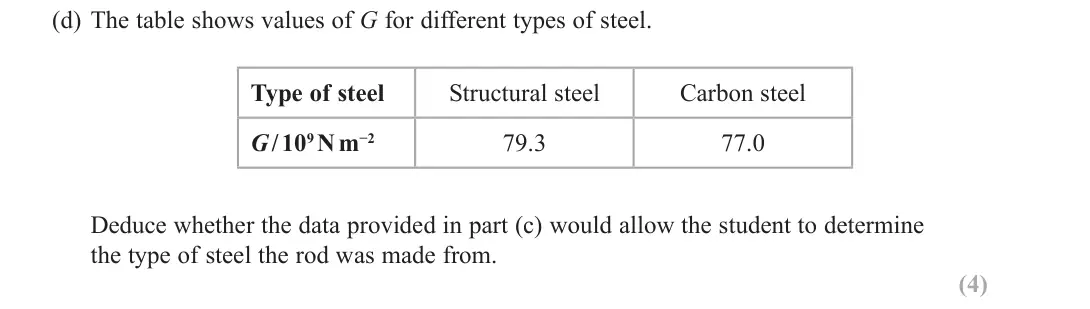 (d) The table shows values of G for different types of steel.
Type of steel Structural steel Carbon steel
G/10⁹ N m⁻² 79.3 77.0
Deduce whether the data provided in part (c) would allow the student to determine
the type of steel the rod was made from.
(4)